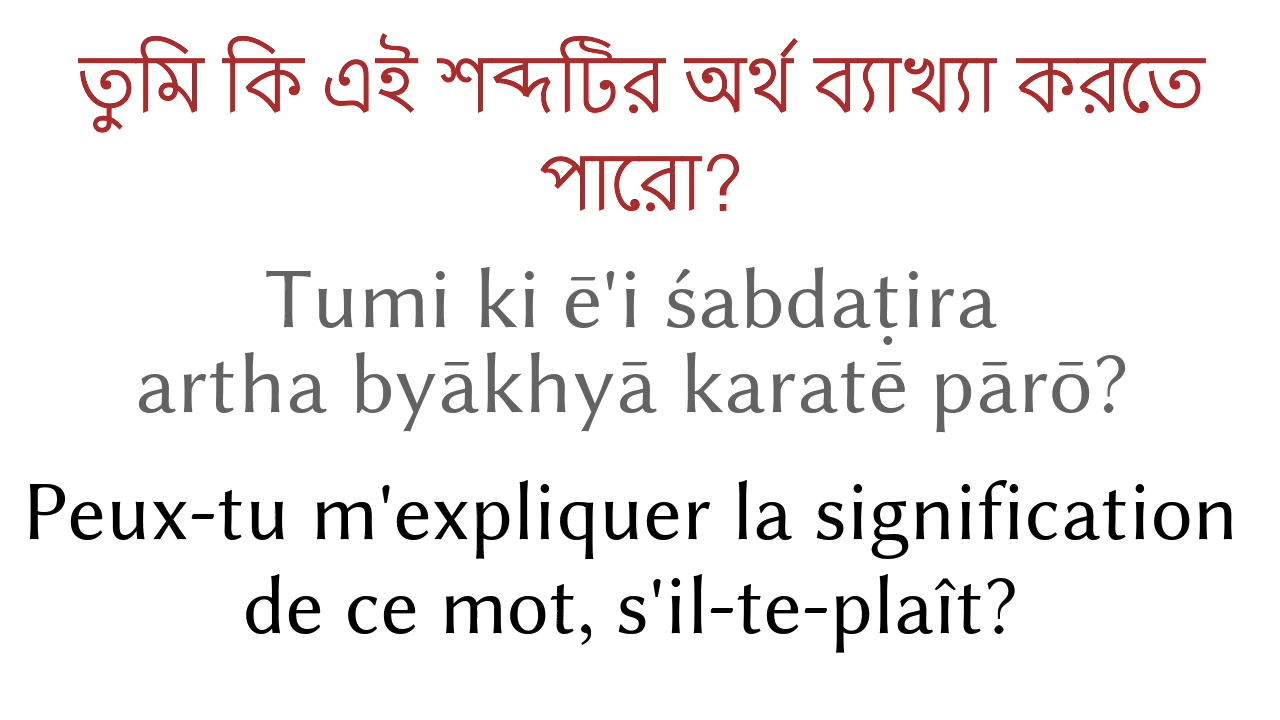 তুমি কি এই শব্দটির অর্থ ব্যাখ্যা করতে
পারো?
Tumi ki ē'i śabdaṭira
artha byākhyā karatē pārō?
Peux-tu m'expliquer la signification
de ce mot, s'il-te-plaît?